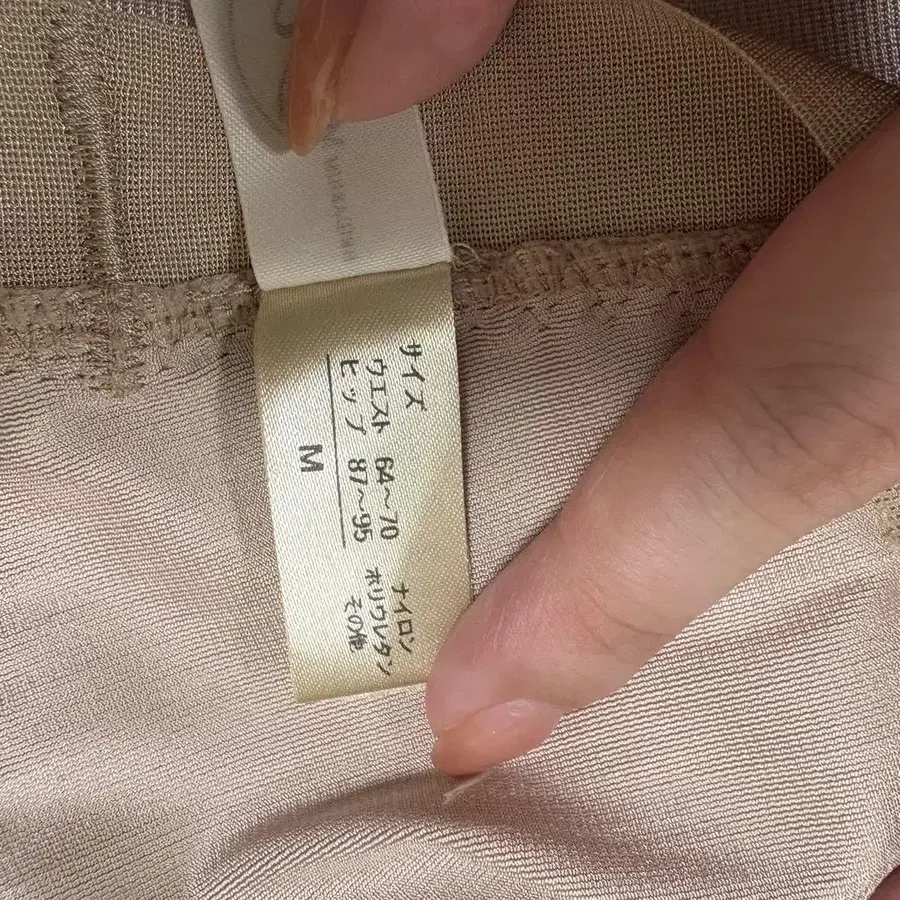 サイズ
ウエスト 64～70
ヒップ 87～95
M
ナイロン
ポリウレタン
その他